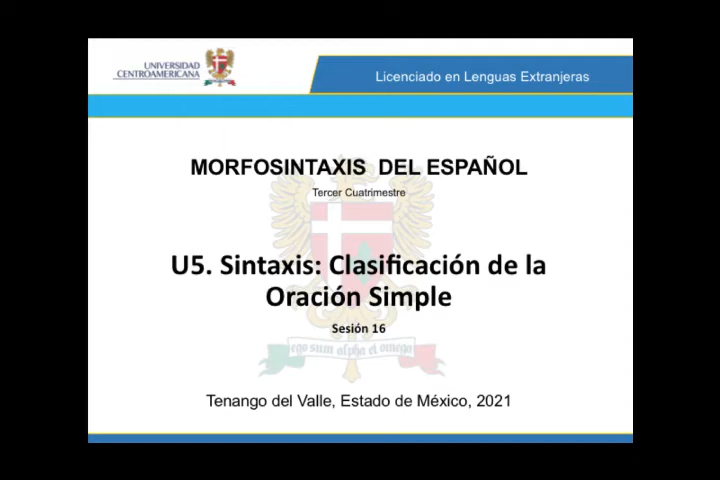 UNIVERSIDAD
CENTROAMERICANA
Licenciado en Lenguas Extranjeras
MORFOSINTAXIS DEL ESPAÑOL
Tercer Cuatrimestre
U5. Sintaxis: Clasificación de la
Oración Simple
Sesión 16
ego sum alpha et omega
Tenango del Valle, Estado de México, 2021